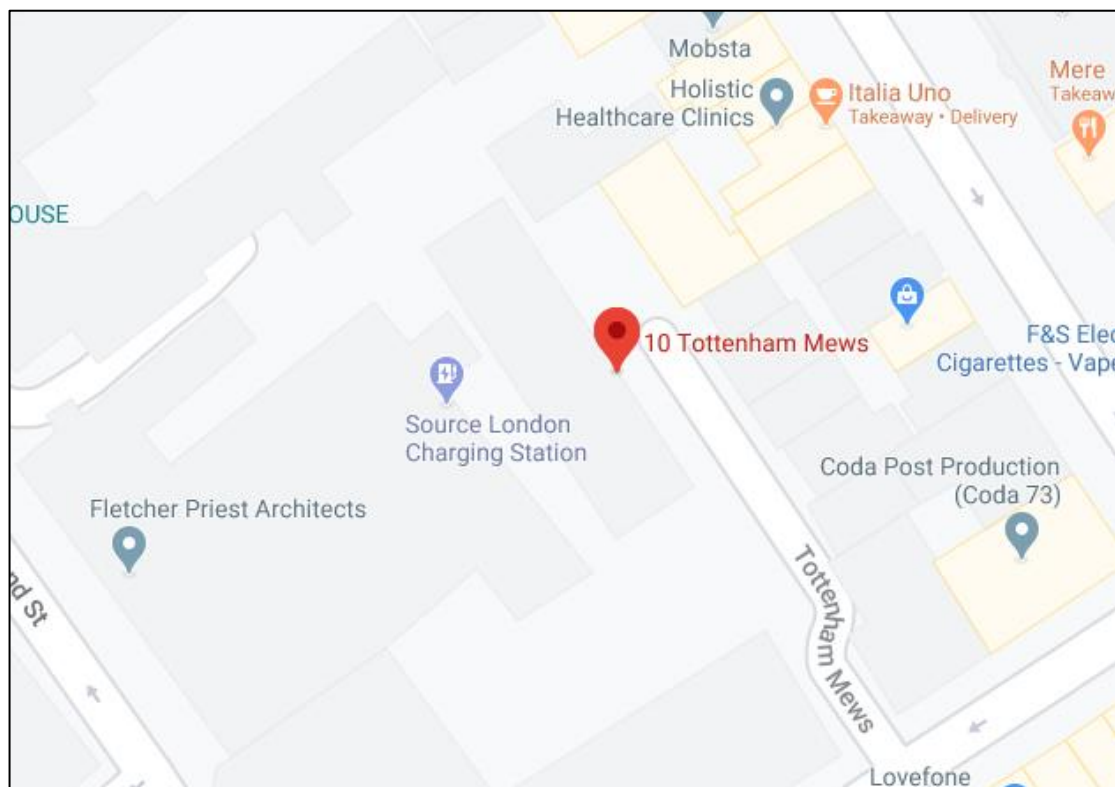 Mobsta
Holistic
Healthcare Clinics
Italia Uno
Takeaway • Delivery
Mere
Takeaw
OUSE
10 Tottenham Mews
F&S Elec
Cigarettes - Vape
Source London
Charging Station
Coda Post Production
(Coda 73)
Fletcher Priest Architects
nd St
Tottenham Mews
Lovefone